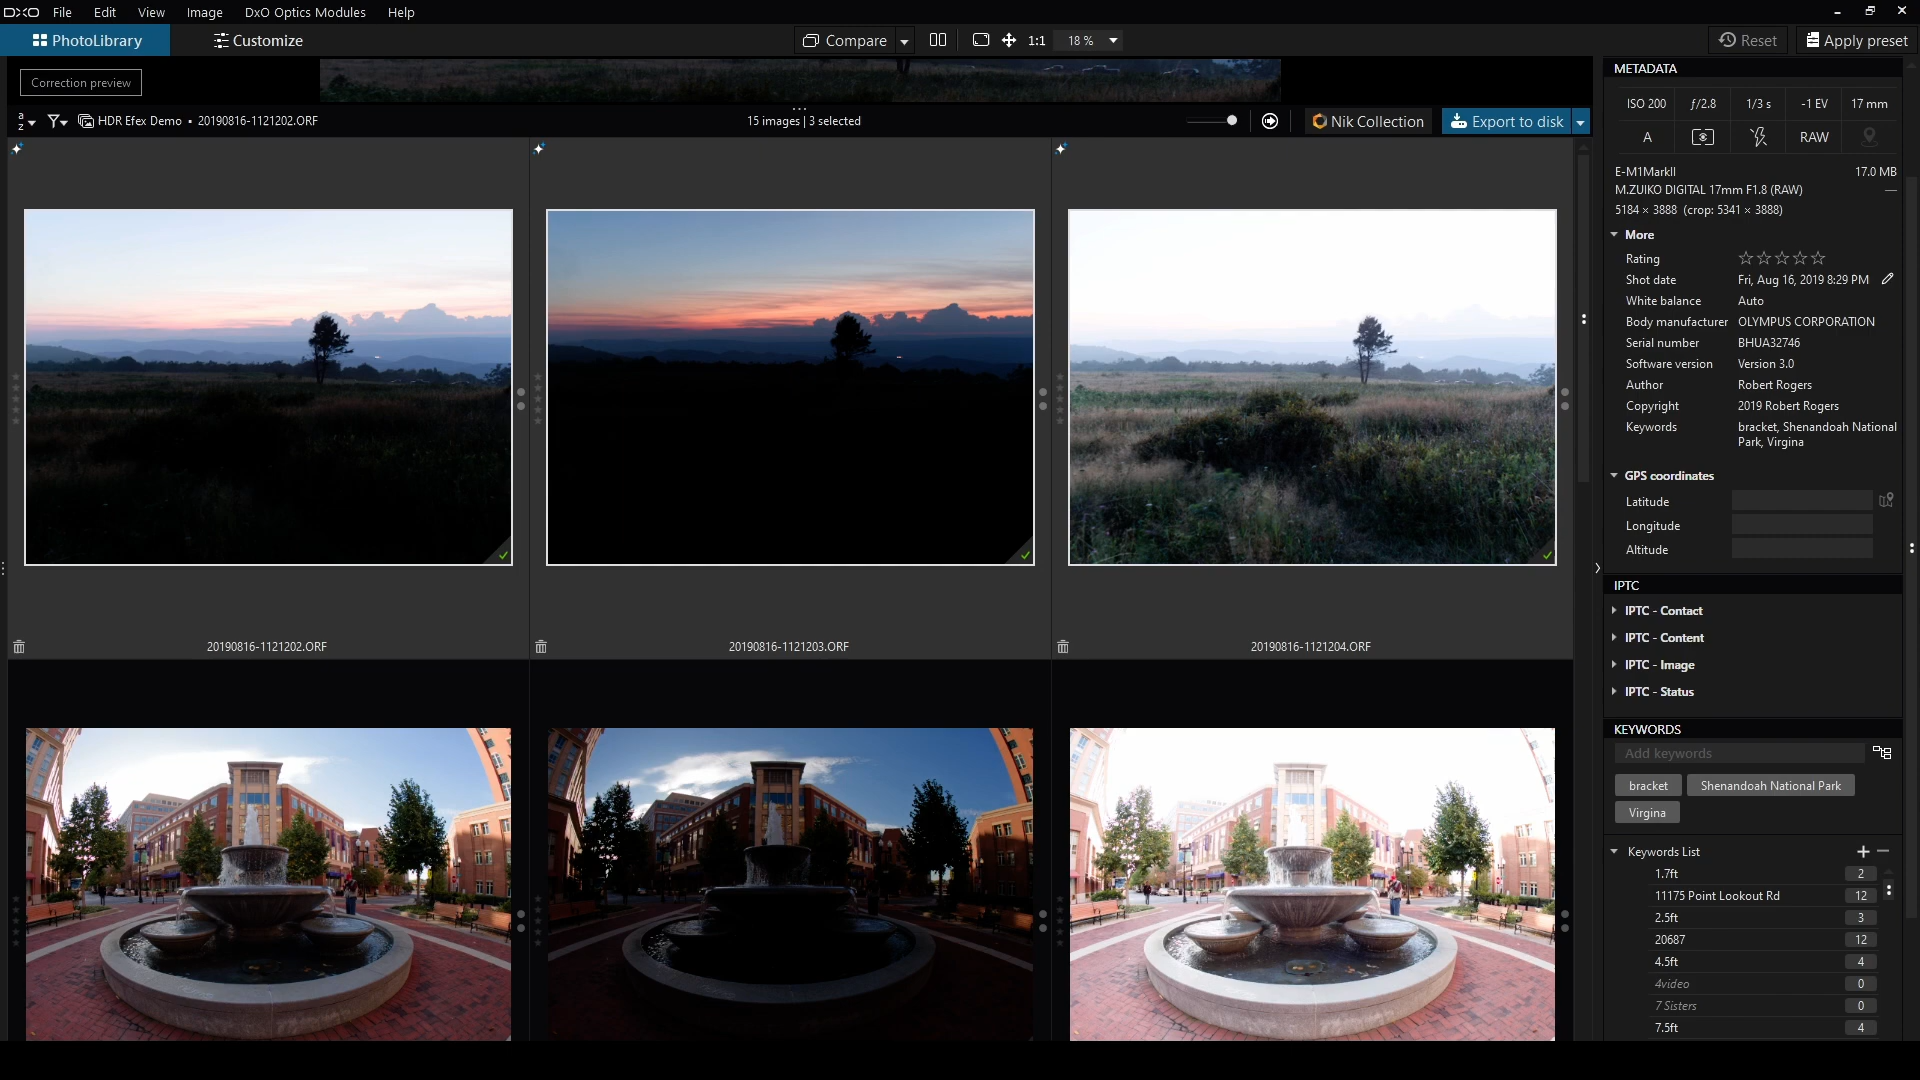 DXO File Edit View Image DxO Optics Modules Help
PhotoLibrary Customize Compare 1:1 18 % Reset Apply preset
Correction preview
HDR Efex Demo • 20190816-1121202.ORF 15 images | 3 selected Nik Collection Export to disk
20190816-1121202.ORF 20190816-1121203.ORF 20190816-1121204.ORF
METADATA
ISO 200 ƒ/2.8 1/3 s -1 EV 17 mm
A RAW
E-M1MarkII 17.0 MB
M.ZUIKO DIGITAL 17mm F1.8 (RAW) —
5184 × 3888 (crop: 5341 × 3888)
More
Rating
Shot date Fri, Aug 16, 2019 8:29 PM
White balance Auto
Body manufacturer OLYMPUS CORPORATION
Serial number BHUA32746
Software version Version 3.0
Author Robert Rogers
Copyright 2019 Robert Rogers
Keywords bracket, Shenandoah National
Park, Virgina
GPS coordinates
Latitude
Longitude
Altitude
IPTC
IPTC - Contact
IPTC - Content
IPTC - Image
IPTC - Status
KEYWORDS
Add keywords
bracket Shenandoah National Park
Virgina
Keywords List
1.7ft 2
11175 Point Lookout Rd 12
2.5ft 3
20687 12
4.5ft 4
4video 0
7 Sisters 0
7.5ft 4